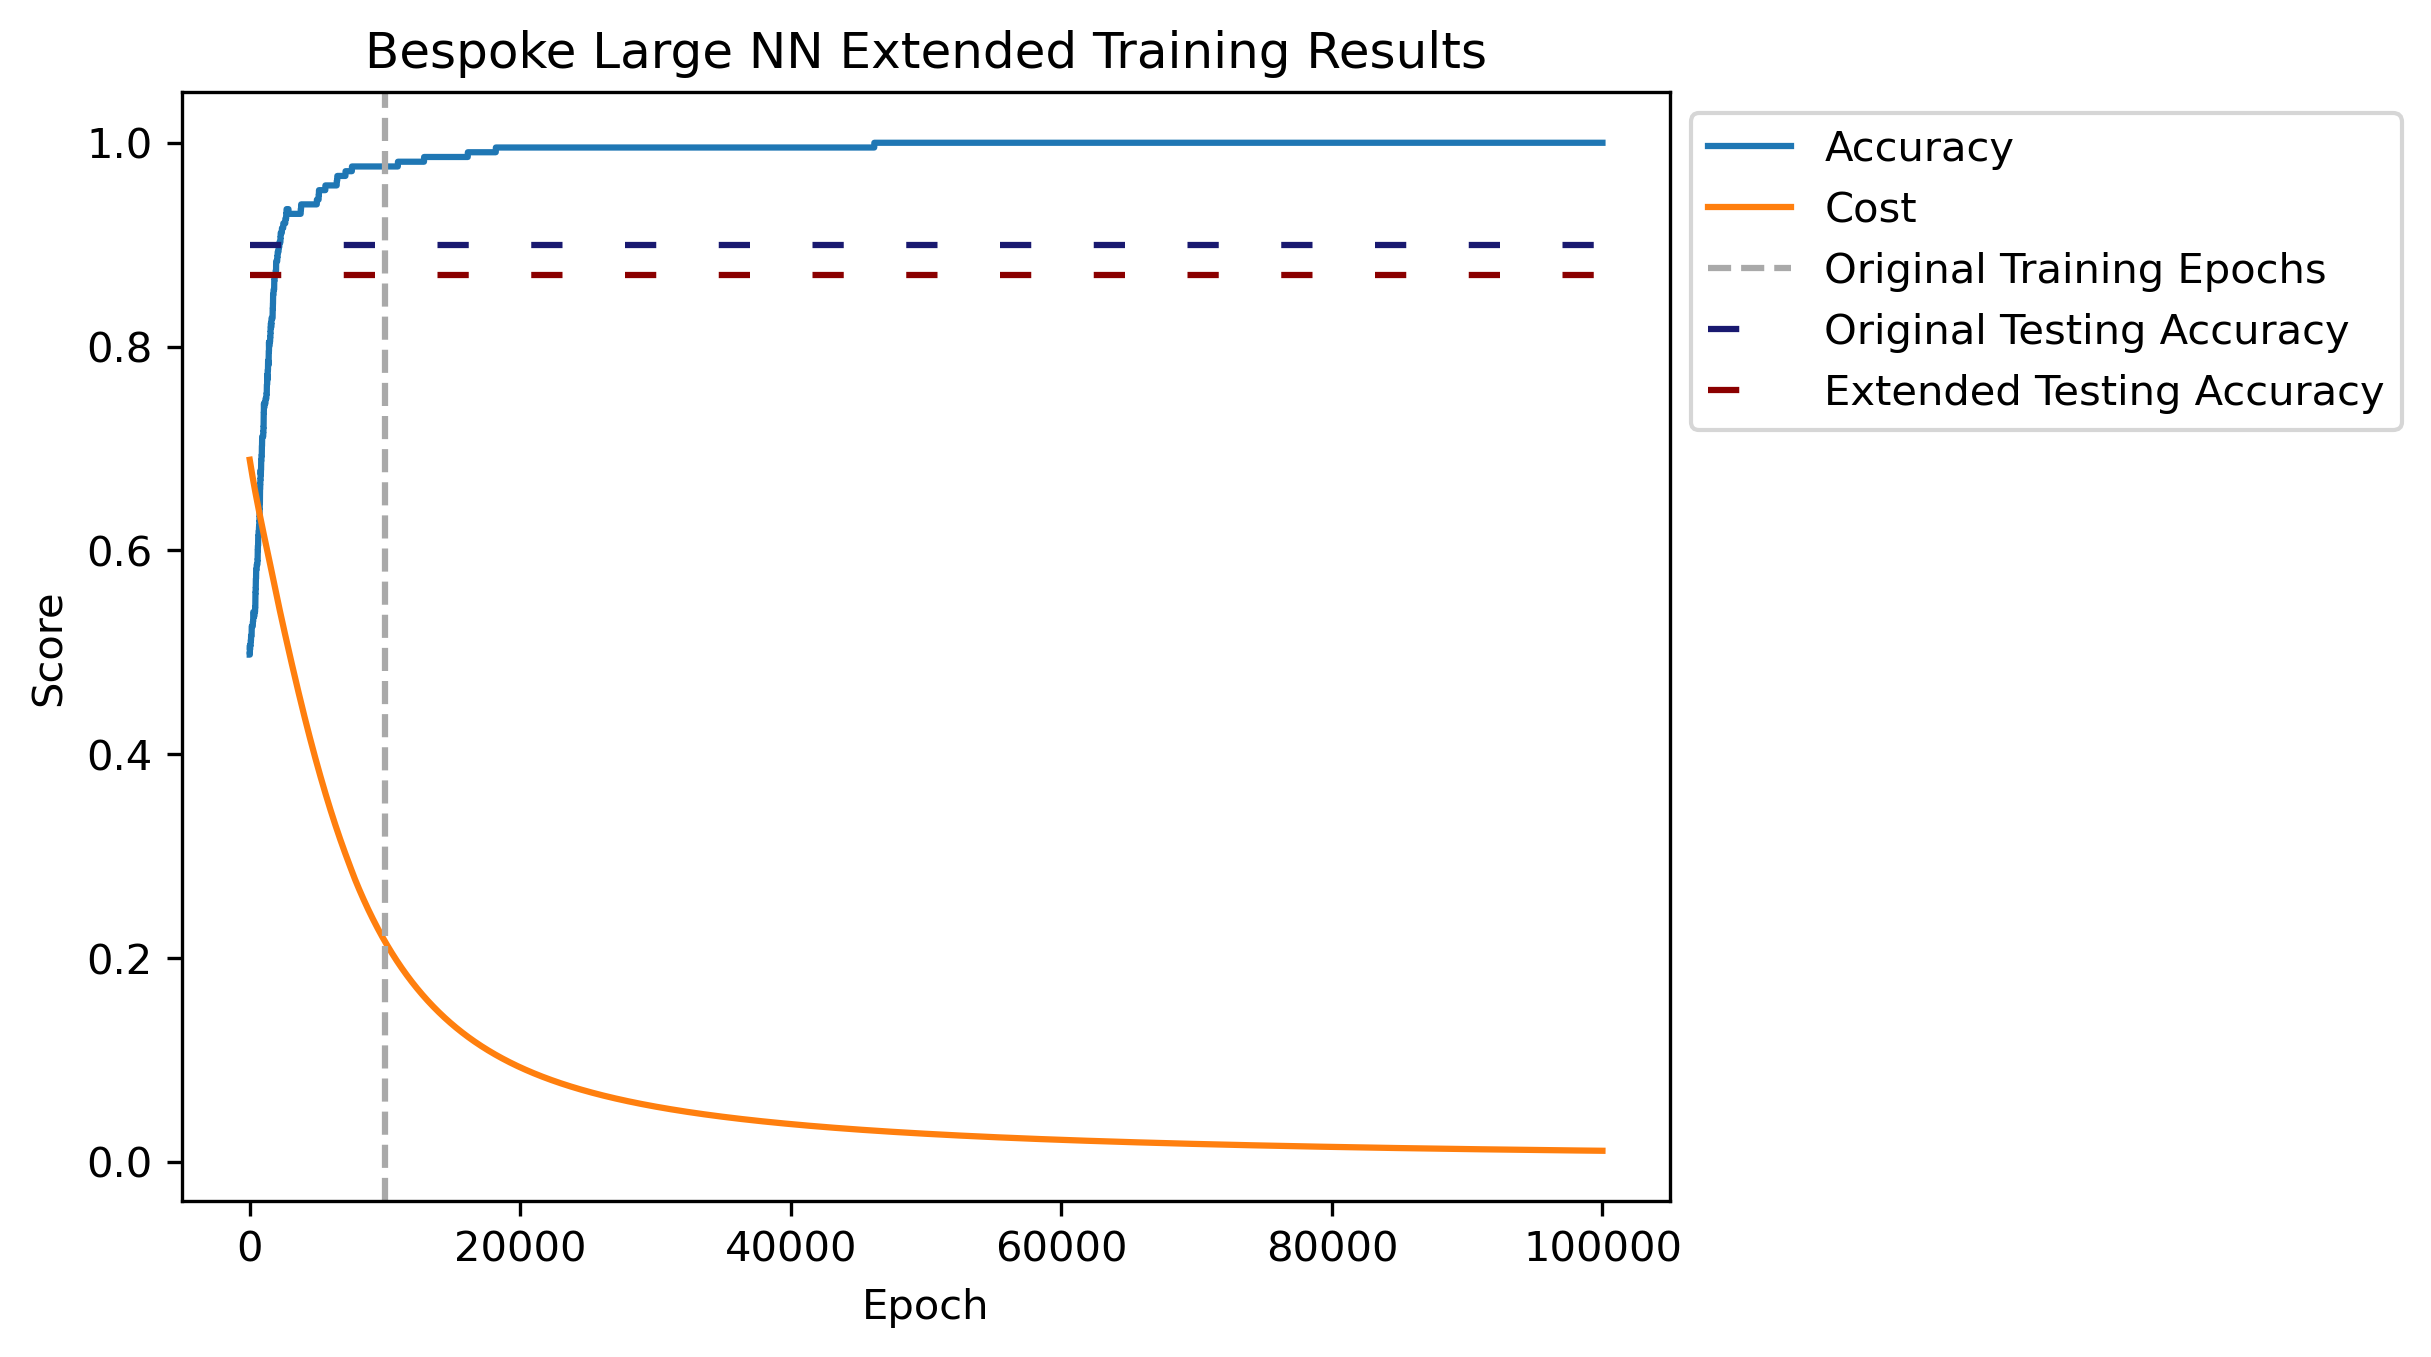 Bespoke Large NN Extended Training Results
1.0
0.8
0.6
0.4
0.2
0.0
Score
0 20000 40000 60000 80000 100000
Epoch
Accuracy
Cost
Original Training Epochs
Original Testing Accuracy
Extended Testing Accuracy